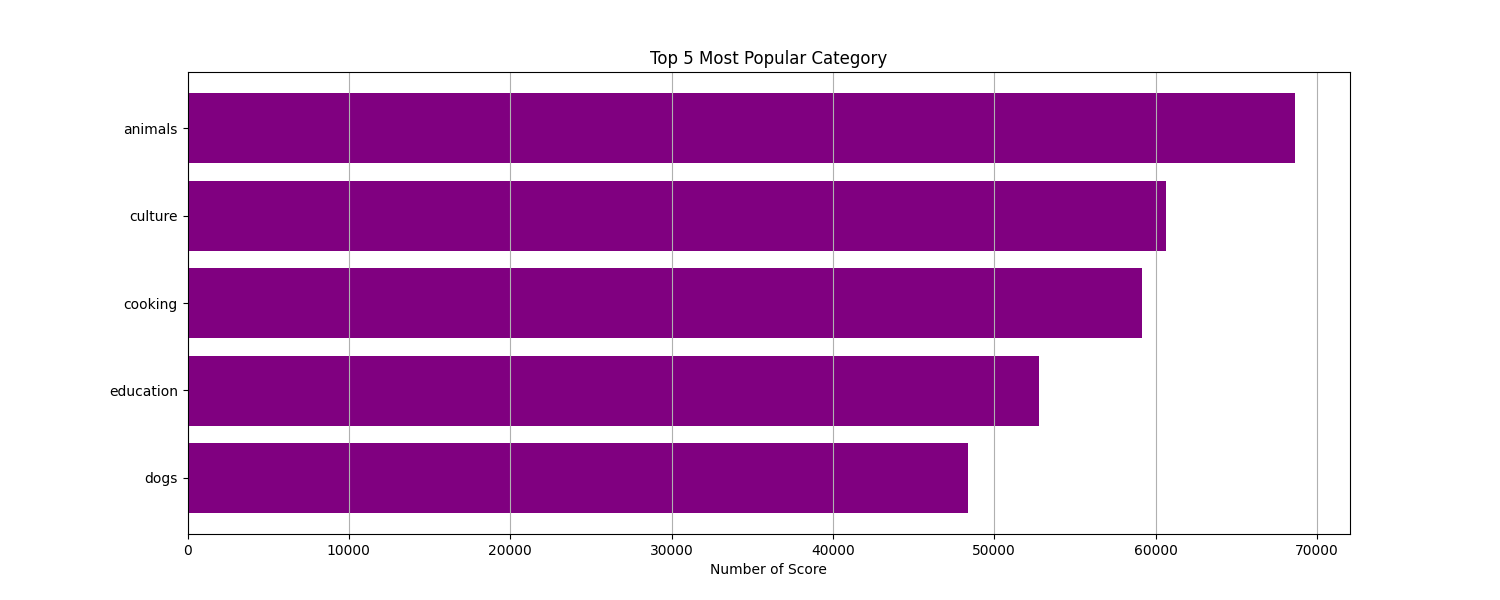 Top 5 Most Popular Category
animals
culture
cooking
education
dogs
0 10000 20000 30000 40000 50000 60000 70000
Number of Score